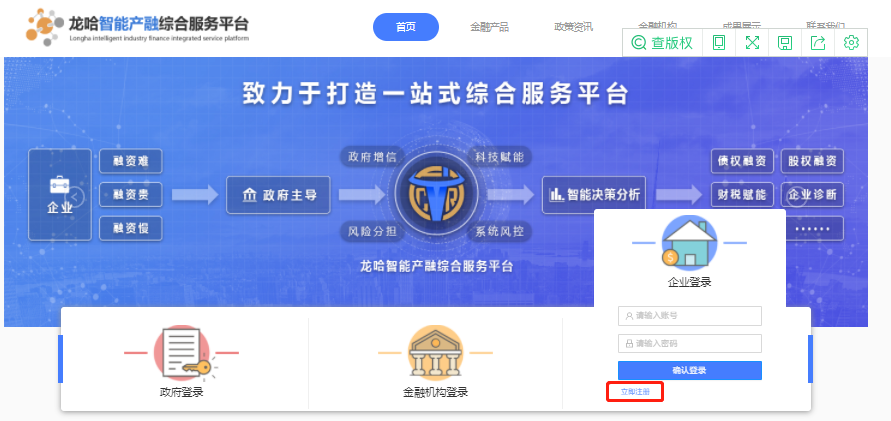 龙哈智能产融综合服务平台
Longha intelligent industry finance integrated service platform
首页
金融产品
政策资讯
金融机构
成果展示
联系我们
查版权
致力于打造一站式综合服务平台
企业
融资难
融资贵
融资慢
政府主导
政府增信
科技赋能
风险分担
系统风控
龙哈智能产融综合服务平台
智能决策分析
债权融资
股权融资
财税赋能
企业诊断
......
政府登录
金融机构登录
企业登录
请输入账号
请输入密码
确认登录
立即注册